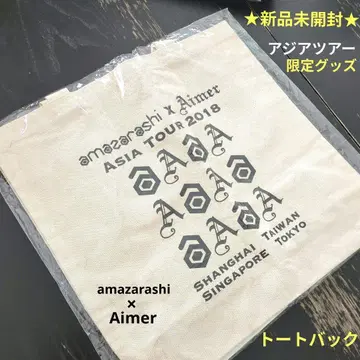 ★新品未開封★
アジアツアー
限定グッズ
amazarashi x Aimer
ASIA TOUR 2018
a A a A
A a A a
a A a A
SHANGHAI TAIWAN
SINGAPORE TOKYO
amazarashi
×
Aimer
トートバック